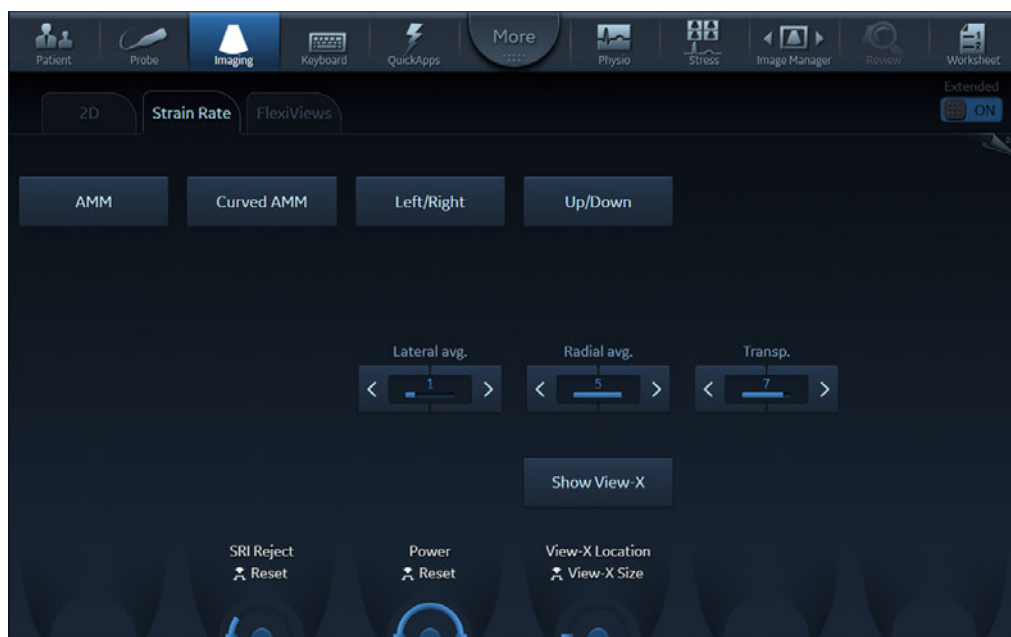 Patient
Probe
Imaging
Keyboard
QuickApps
More
Physio
Stress
Image Manager
Review
Worksheet
Extended
ON
2D
Strain Rate
FlexiViews
AMM
Curved AMM
Left/Right
Up/Down
Lateral avg.
Radial avg.
Transp.
1
5
7
Show View-X
SRI Reject
Power
View-X Location
Reset
Reset
View-X Size